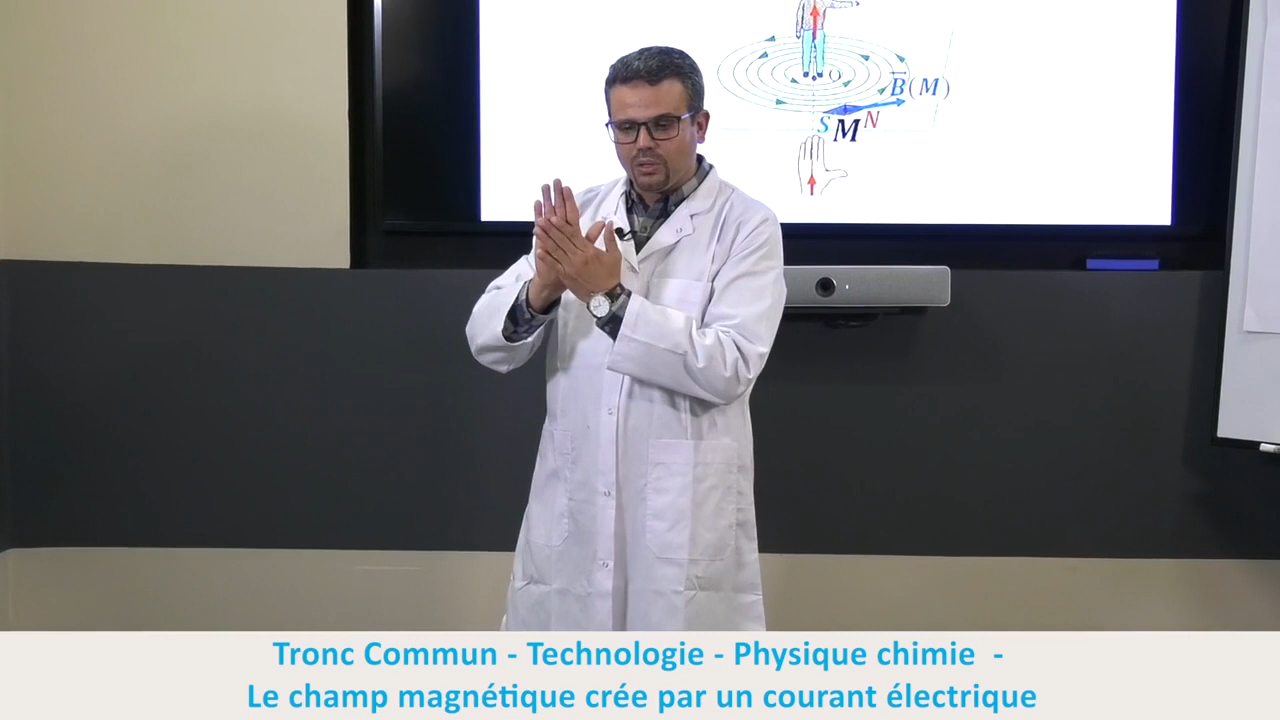 O
B(M)
S M N
Tronc Commun - Technologie - Physique chimie -
Le champ magnétique crée par un courant électrique